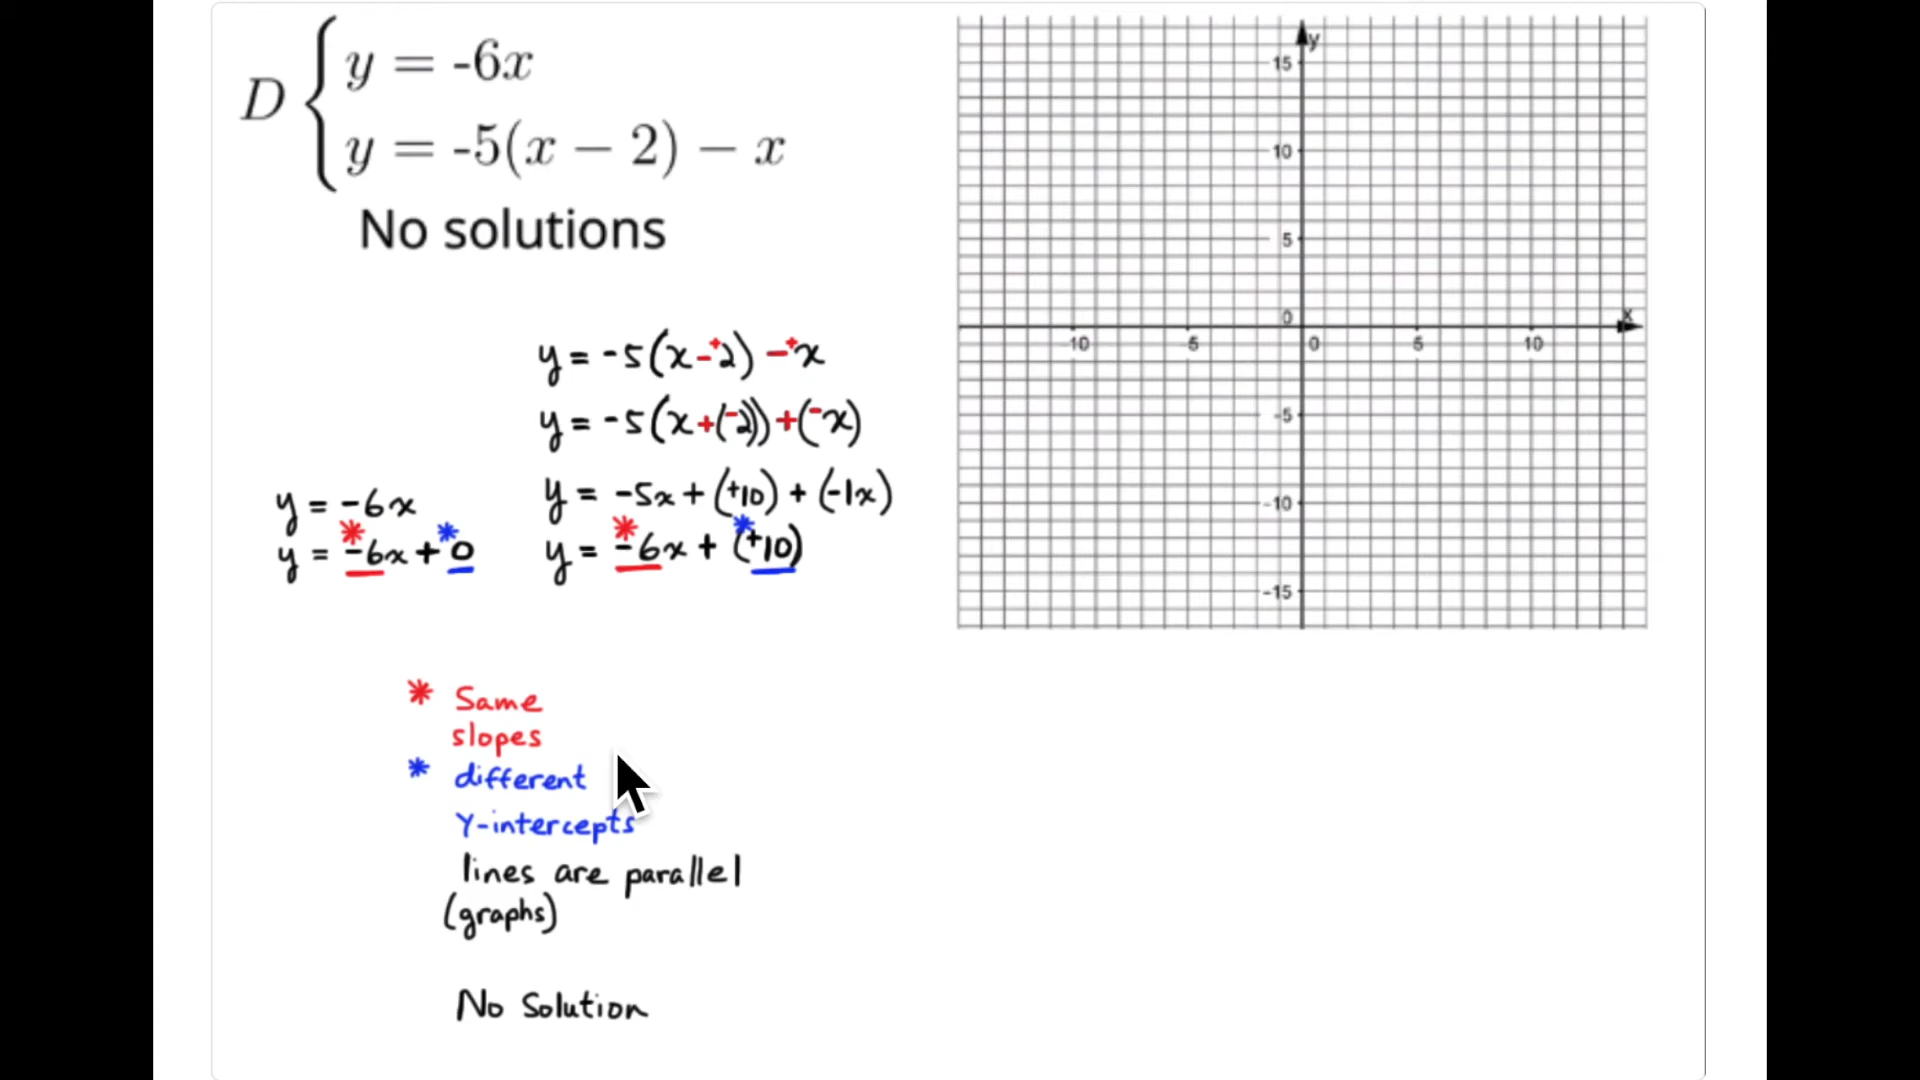 D { y = -6x
y = -5(x − 2) − x
No solutions
y = -5(x-⁺2) -⁺x
y = -5(x+(⁻2))+(⁻x)
y = -6x
y = -5x + (⁺10) + (-1x)
* *
y = -6x + 0
* *
y = -6x + (⁺10)
* Same
slopes
* different
Y-intercepts
lines are parallel
(graphs)
No Solution
y
15
10
5
0
x
-10 -5 0 5 10
-5
-10
-15